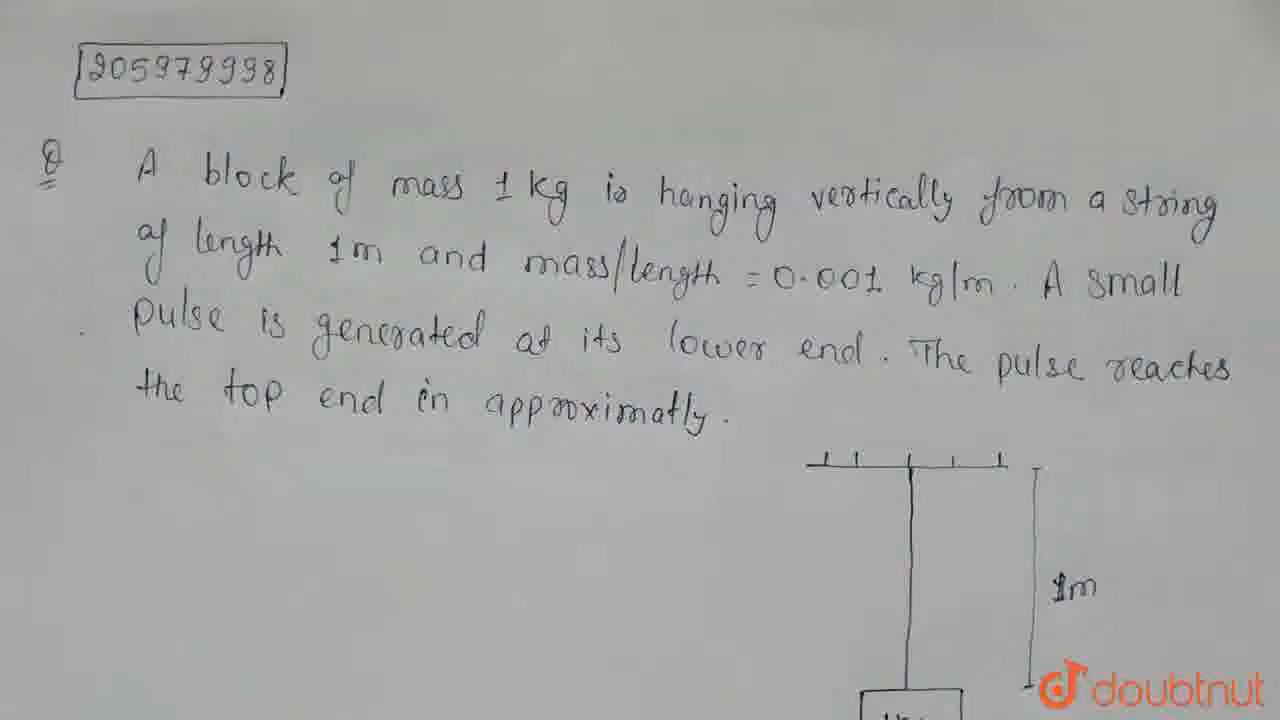 205979998
Q A block of mass 1 kg is hanging vertically from a string
of length 1m and mass/length = 0.001 kg/m. A small
pulse is generated at its lower end. The pulse reaches
the top end in approximatly.
1m
doubtnut